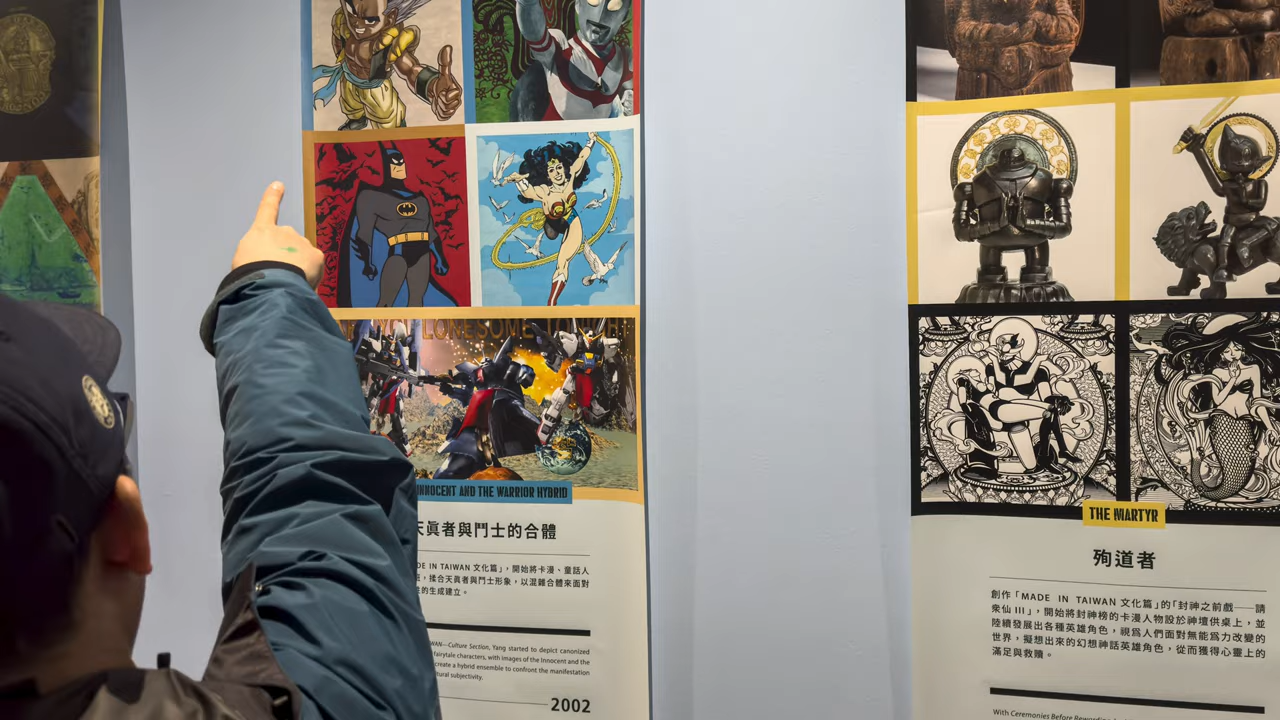 LONESOME
INNOCENT AND THE WARRIOR HYBRID
天真者與鬥士的合體
DE IN TAIWAN 文化篇」，開始將卡漫、童話人
，揉合天真者與鬥士形象，以混雜合體來面對
的生成建立。
WAN—Culture Section, Yang started to depict canonized
fairytale characters, with images of the Innocent and the
create a hybrid ensemble to confront the manifestation
ural subjectivity.
2002
THE MARTYR
殉道者
創作「MADE IN TAIWAN 文化篇」的「封神之前戲——請
衆仙 III」，開始將封神榜的卡漫人物設於神壇供桌上，並
陸續發展出各種英雄角色，視為人們面對無能為力改變的
世界，擬想出來的幻想神話英雄角色，從而獲得心靈上的
滿足與救贖。
With Ceremonies Before Rewarding